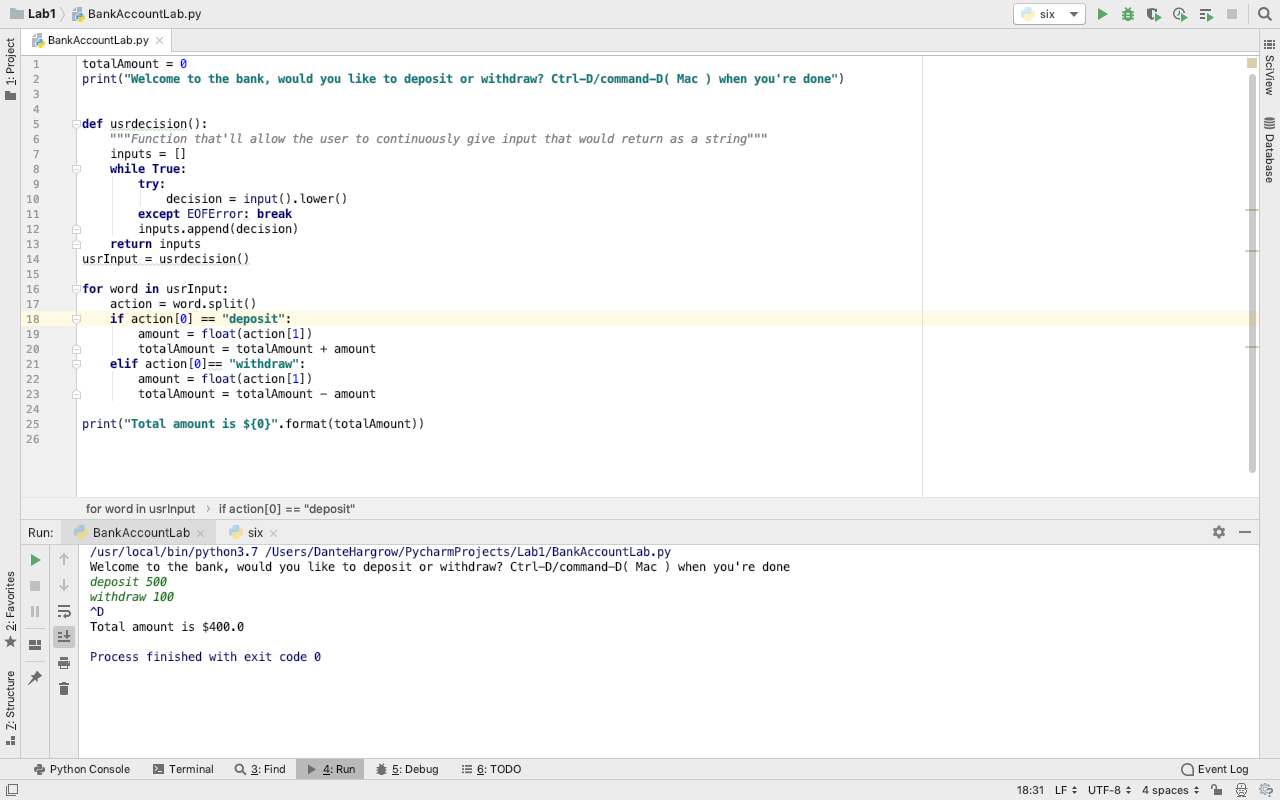 Lab1 BankAccountLab.py six
BankAccountLab.py
1: Project
SciView
Database
1 totalAmount = 0
2 print("Welcome to the bank, would you like to deposit or withdraw? Ctrl-D/command-D( Mac ) when you're done")
3
4
5 def usrdecision():
6 """Function that'll allow the user to continuously give input that would return as a string"""
7 inputs = []
8 while True:
9 try:
10 decision = input().lower()
11 except EOFError: break
12 inputs.append(decision)
13 return inputs
14 usrInput = usrdecision()
15
16 for word in usrInput:
17 action = word.split()
18 if action[0] == "deposit":
19 amount = float(action[1])
20 totalAmount = totalAmount + amount
21 elif action[0]== "withdraw":
22 amount = float(action[1])
23 totalAmount = totalAmount - amount
24
25 print("Total amount is ${0}".format(totalAmount))
26
for word in usrInput › if action[0] == "deposit"
Run: BankAccountLab six
/usr/local/bin/python3.7 /Users/DanteHargrow/PycharmProjects/Lab1/BankAccountLab.py
Welcome to the bank, would you like to deposit or withdraw? Ctrl-D/command-D( Mac ) when you're done
deposit 500
withdraw 100
^D
Total amount is $400.0
Process finished with exit code 0
2: Favorites
7: Structure
Python Console Terminal 3: Find 4: Run 5: Debug 6: TODO Event Log
18:31 LF UTF-8 4 spaces